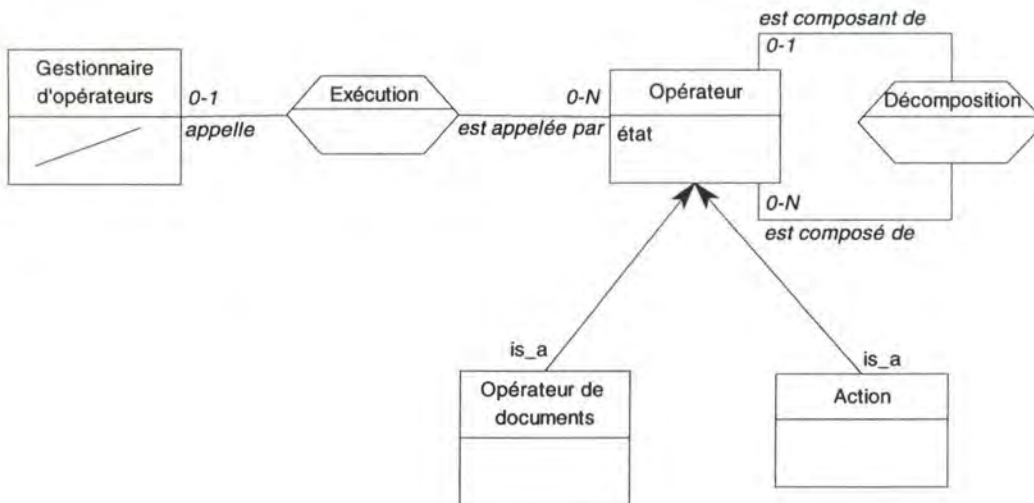 est composant de
0-1
Gestionnaire
d'opérateurs
0-1
appelle
Exécution
0-N
est appelée par
Opérateur
état
Décomposition
0-N
est composé de
is_a
Opérateur de
documents
is_a
Action